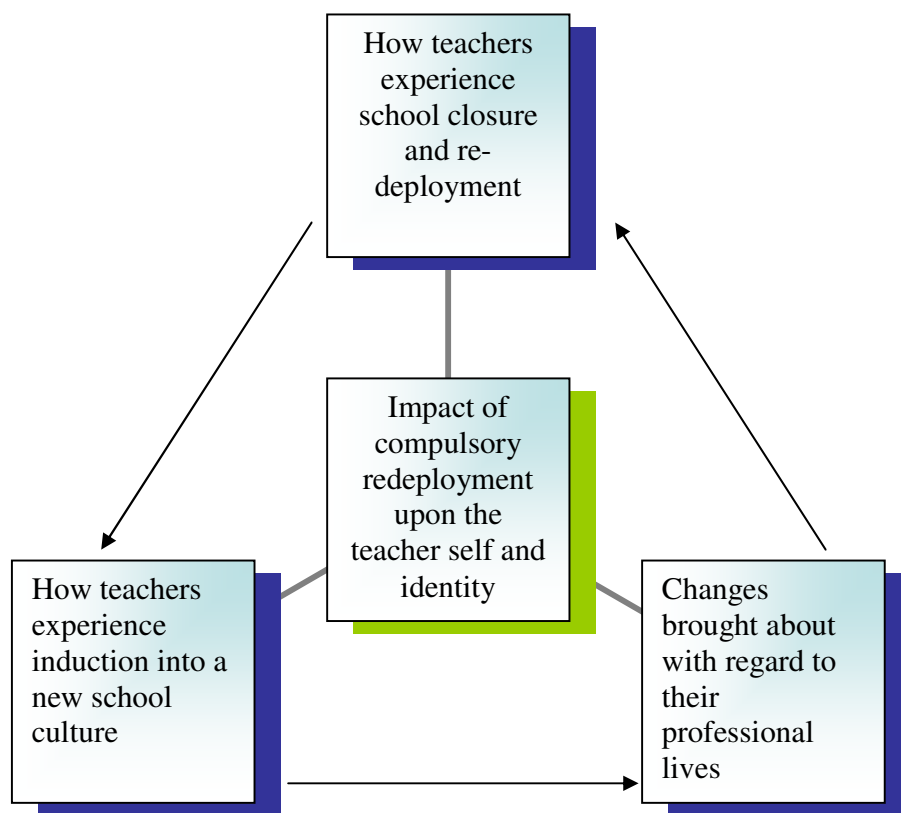 How teachers
experience
school closure
and re-
deployment
Impact of
compulsory
redeployment
upon the
teacher self and
identity
How teachers
experience
induction into a
new school
culture
Changes
brought about
with regard to
their
professional
lives